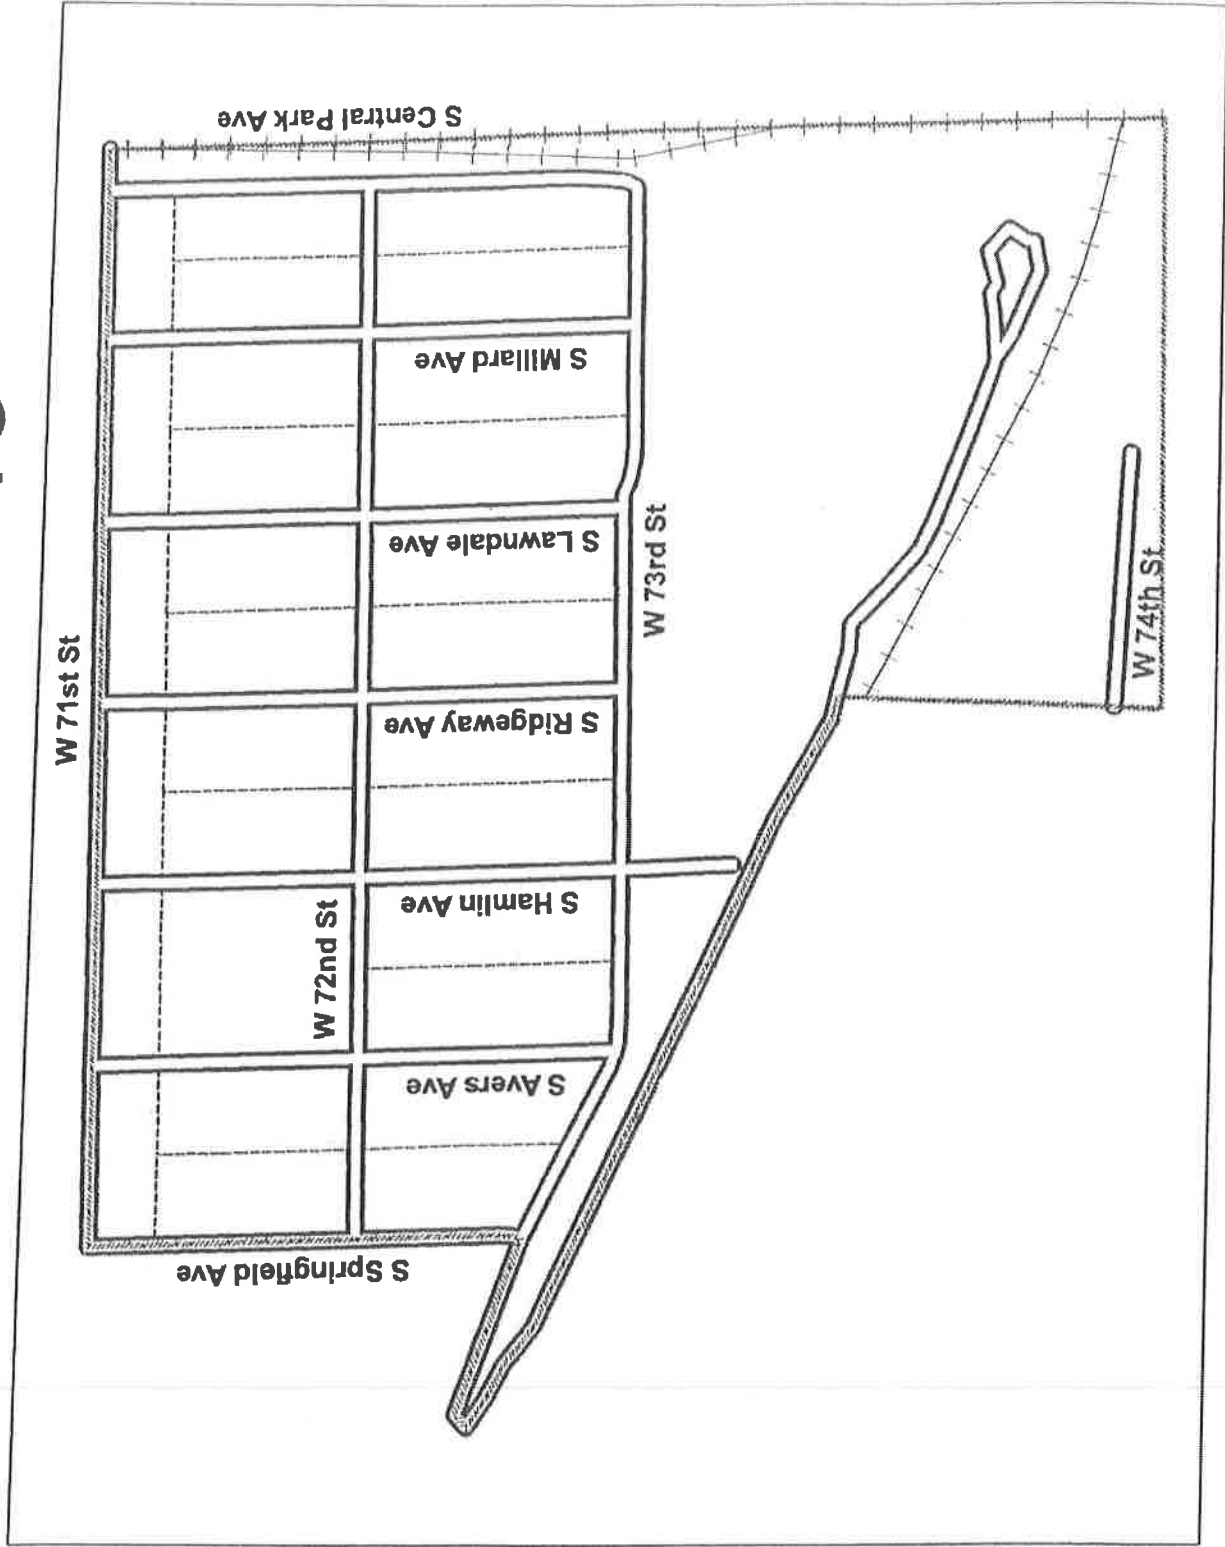 W 71st St
S Central Park Ave
S Millard Ave
S Lawndale Ave
W 73rd St
S Ridgeway Ave
S Hamlin Ave
W 72nd St
S Avers Ave
S Springfield Ave
W 74th St